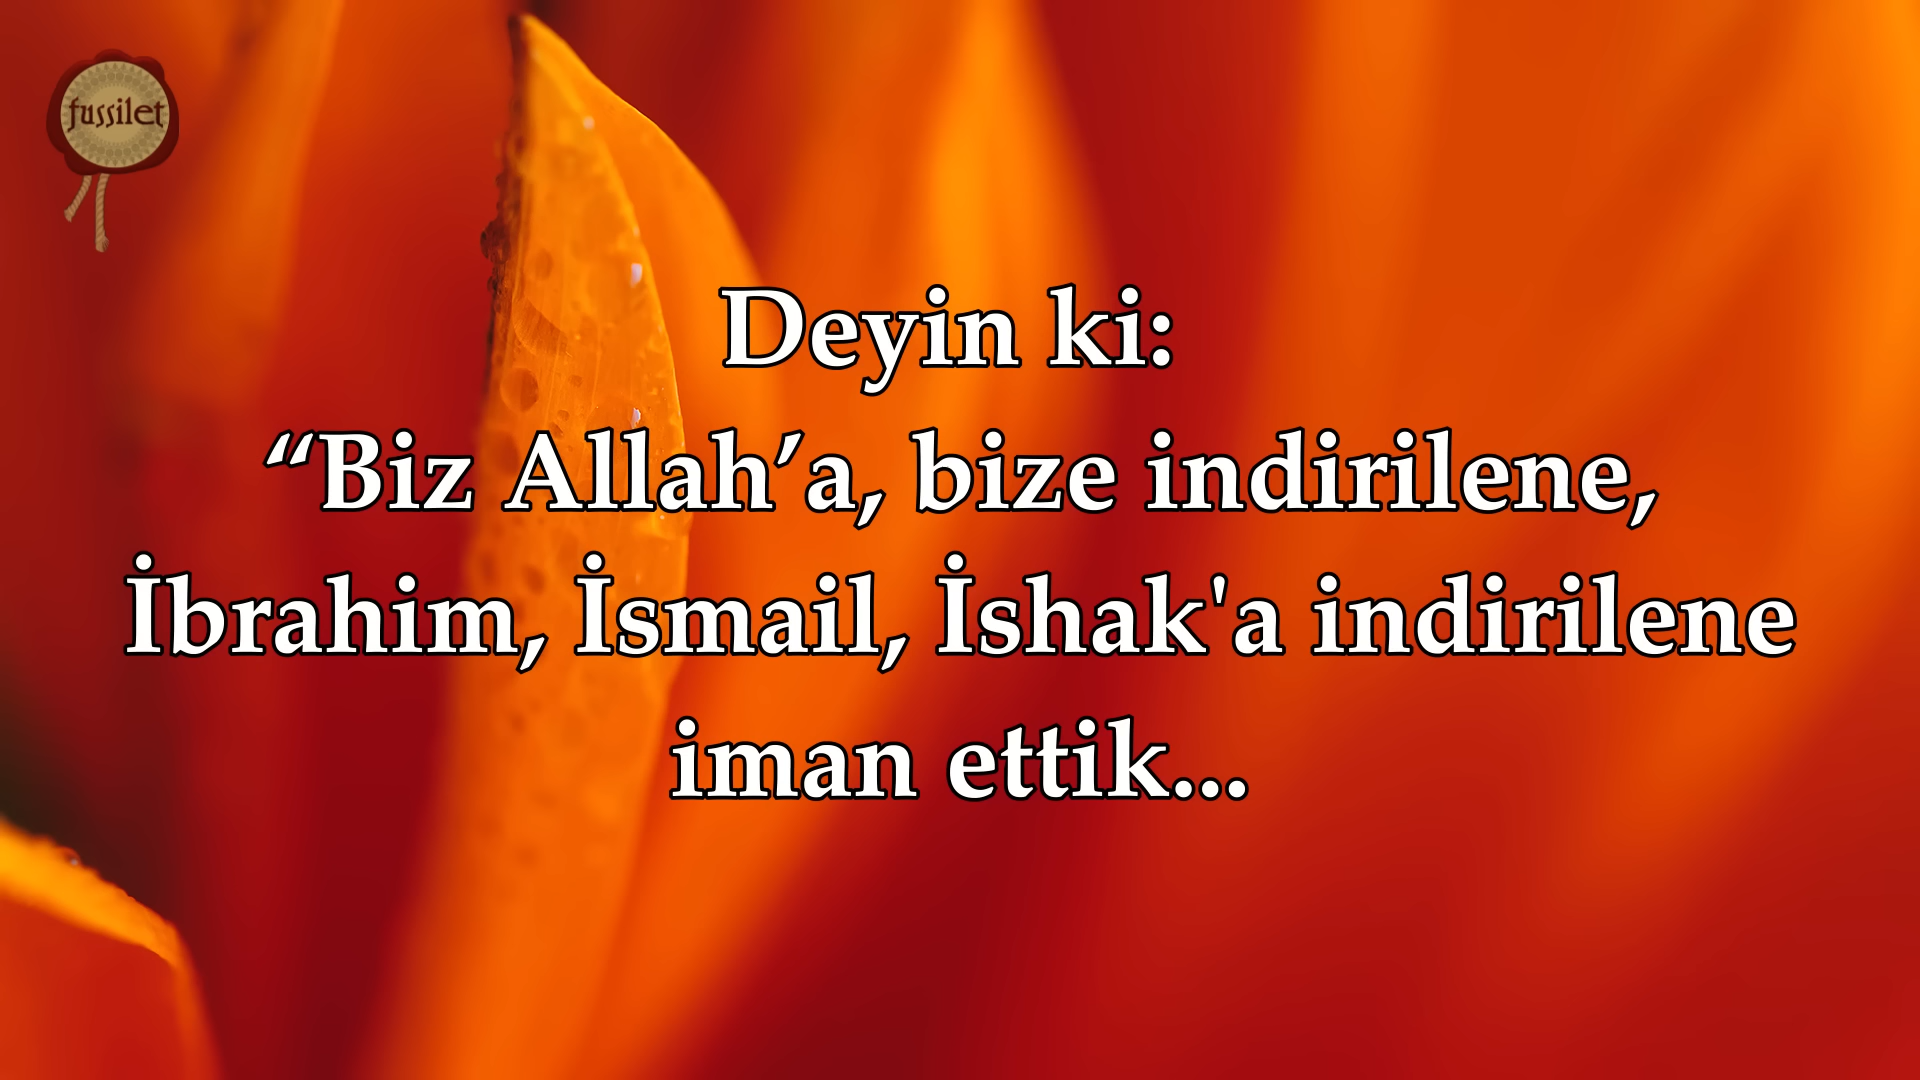 fussilet
Deyin ki:
“Biz Allah’a, bize indirilene,
İbrahim, İsmail, İshak'a indirilene
iman ettik...